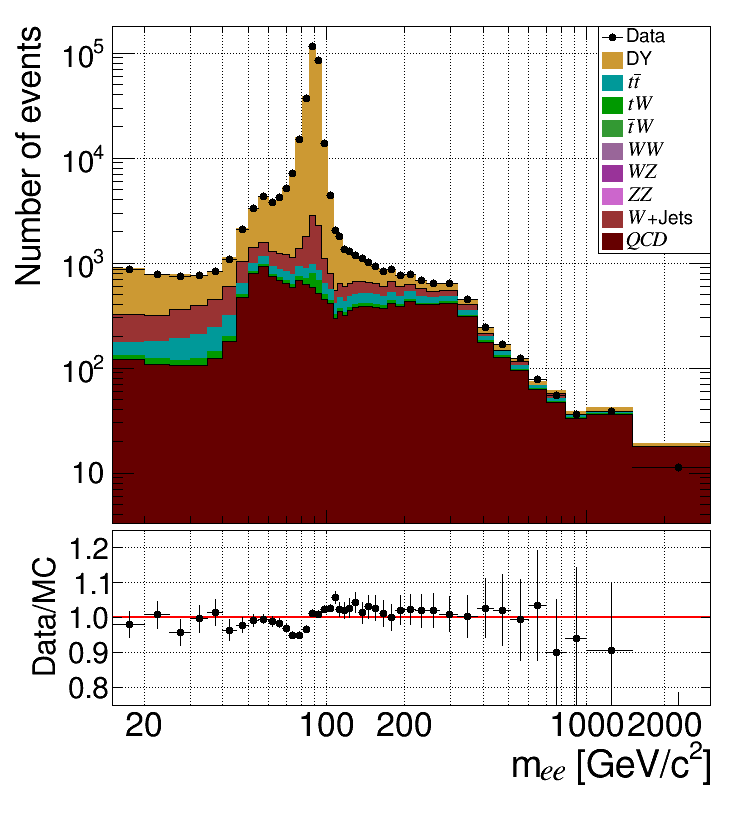 Number of events
10⁵
10⁴
10³
10²
10
Data
DY
tt̄
tW
t̄W
WW
WZ
ZZ
W+Jets
QCD
Data/MC
1.2
1.1
1.0
0.9
0.8
20 100 200 1000 2000
mₑₑ [GeV/c²]